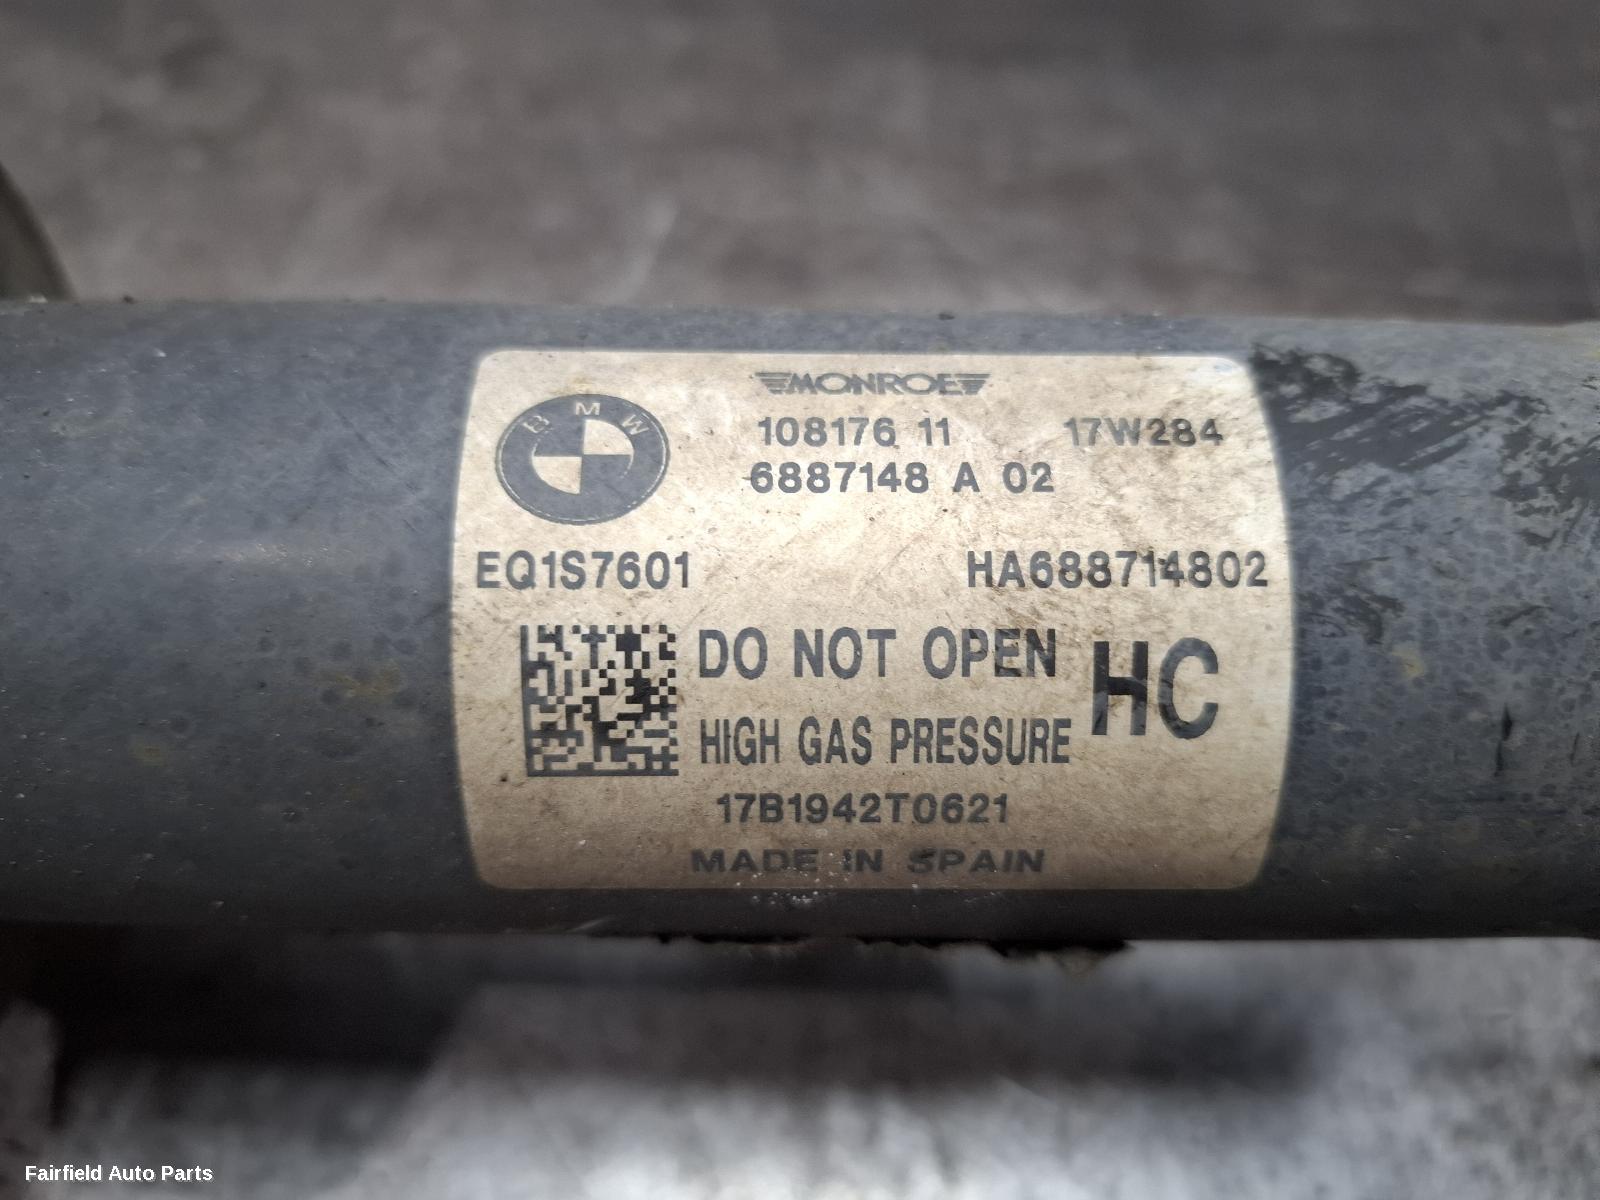 MONROE
BMW
108176 11 17W284
6887148 A 02
EQ1S7601 HA688714802
DO NOT OPEN HC
HIGH GAS PRESSURE
17B1942T0621
MADE IN SPAIN
Fairfield Auto Parts